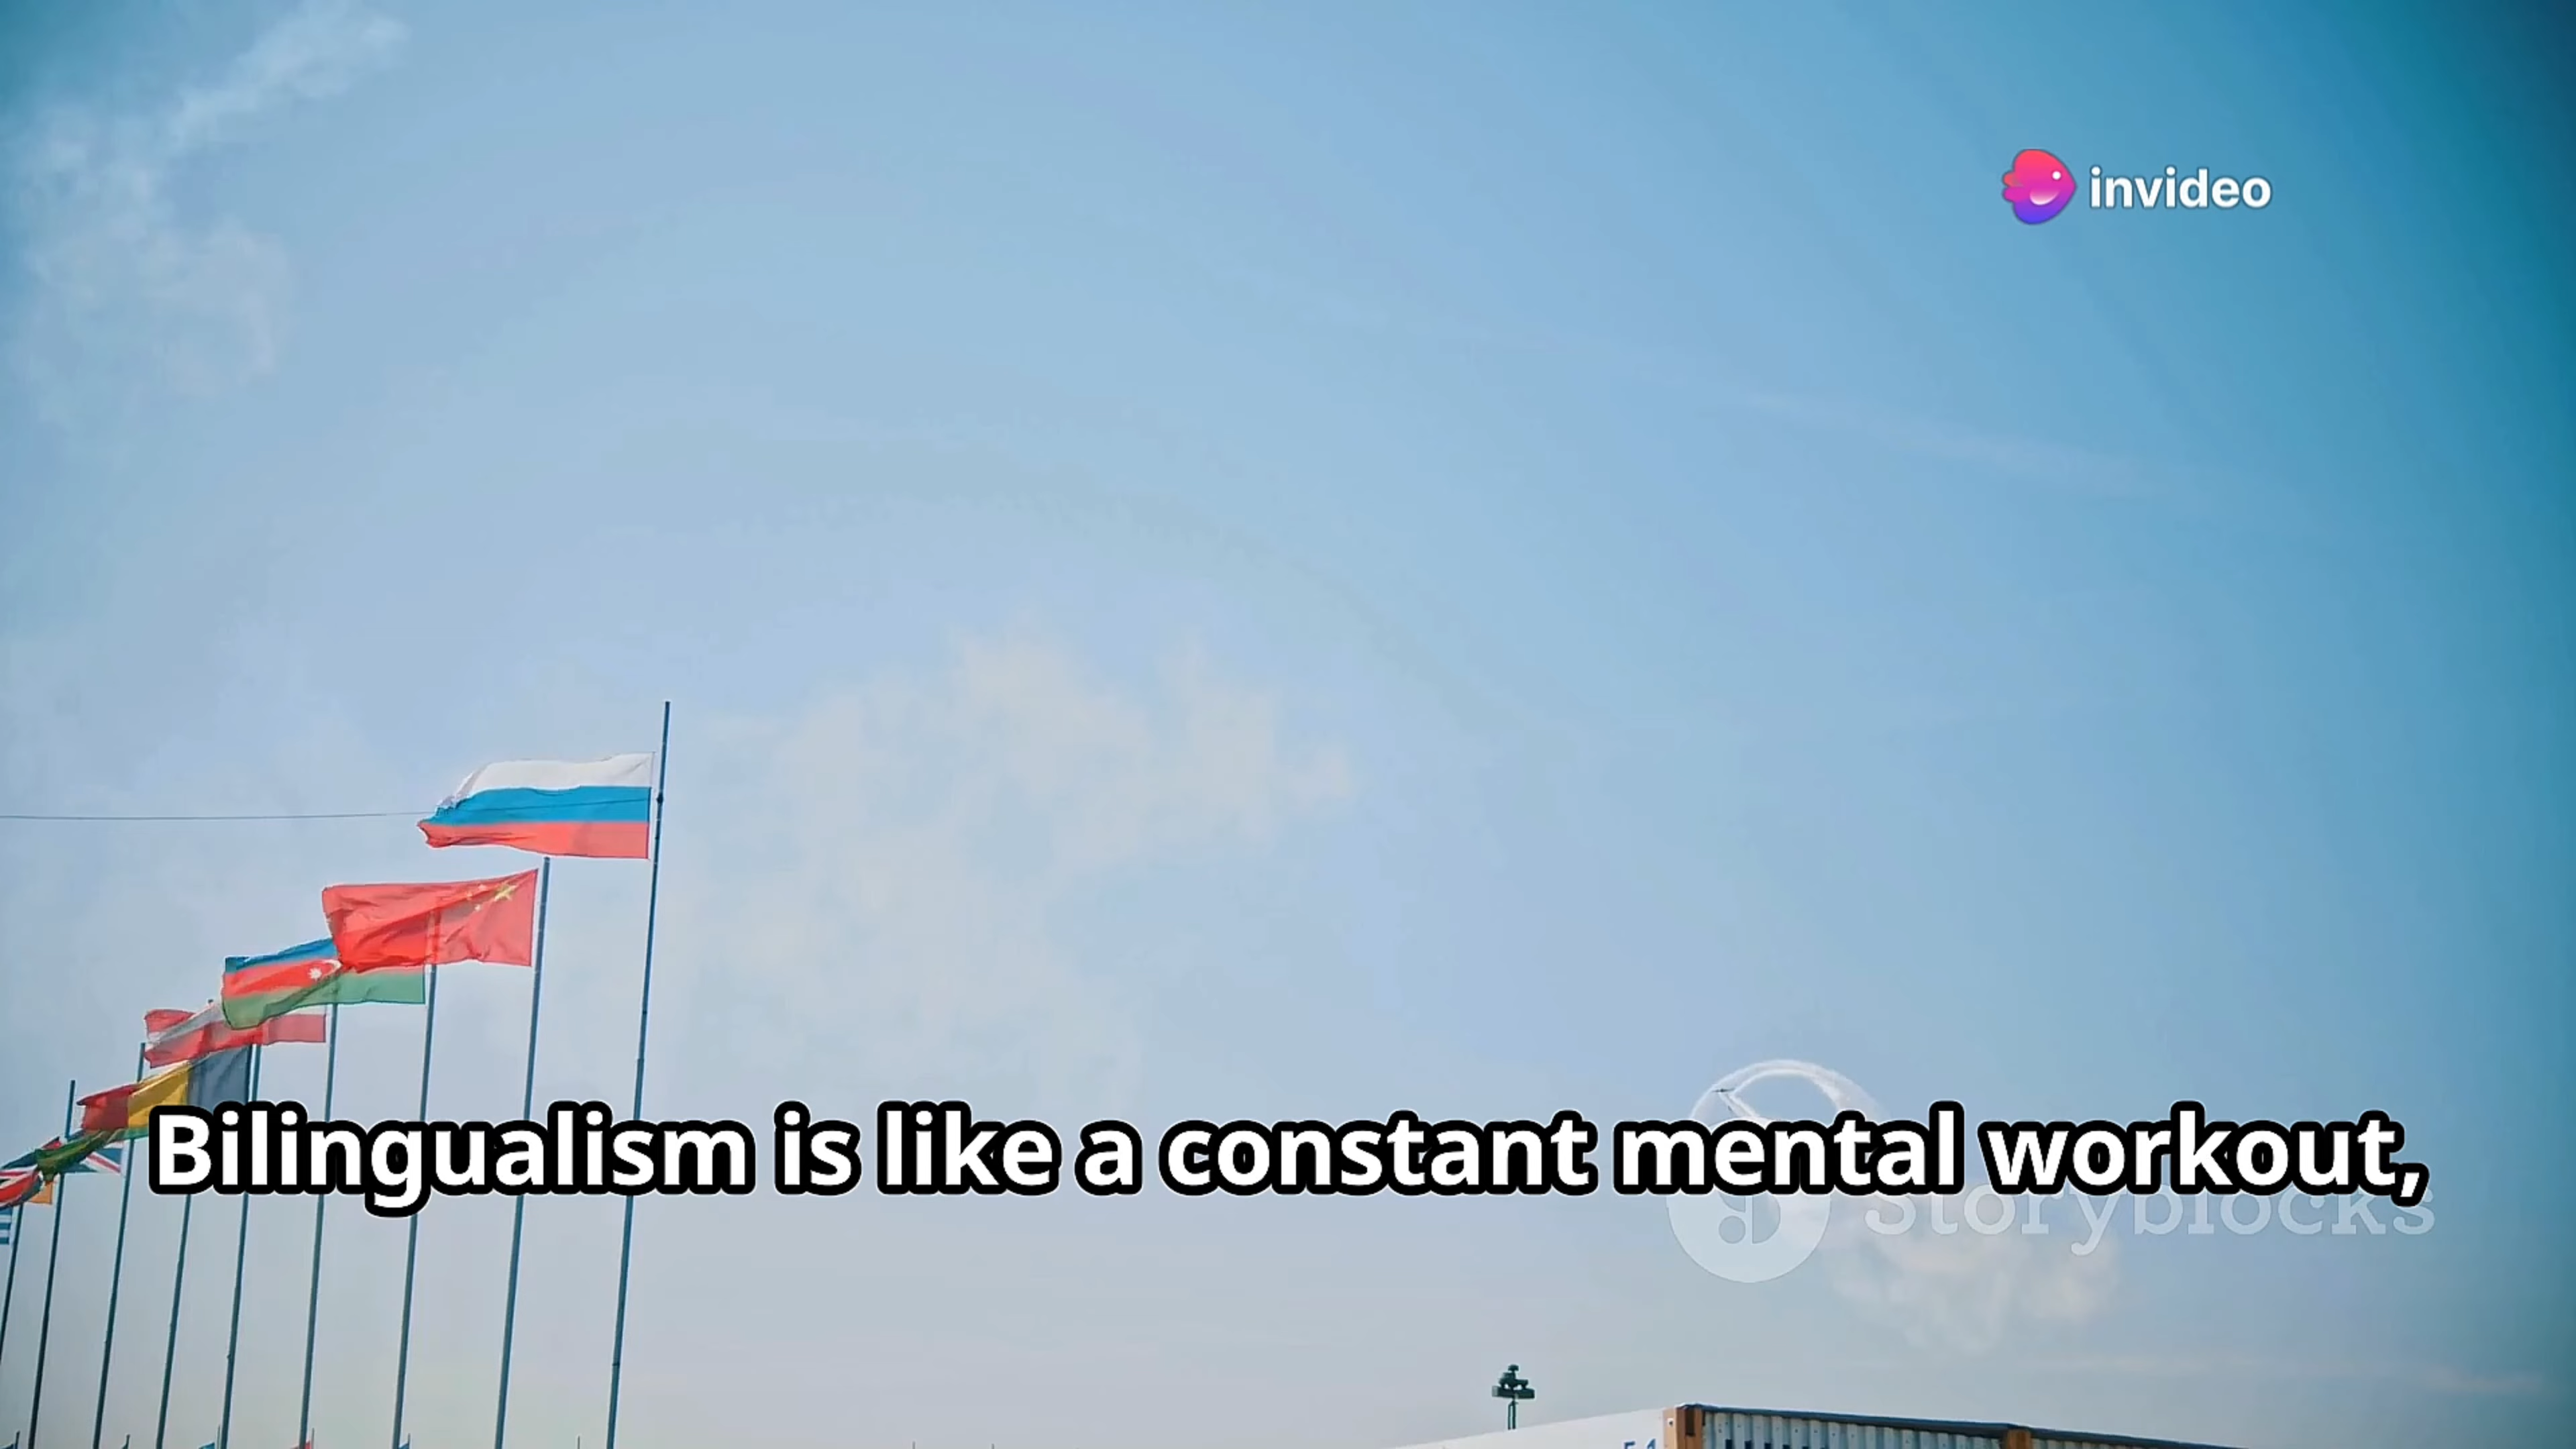 invideo
Bilingualism is like a constant mental workout,
Storyblocks